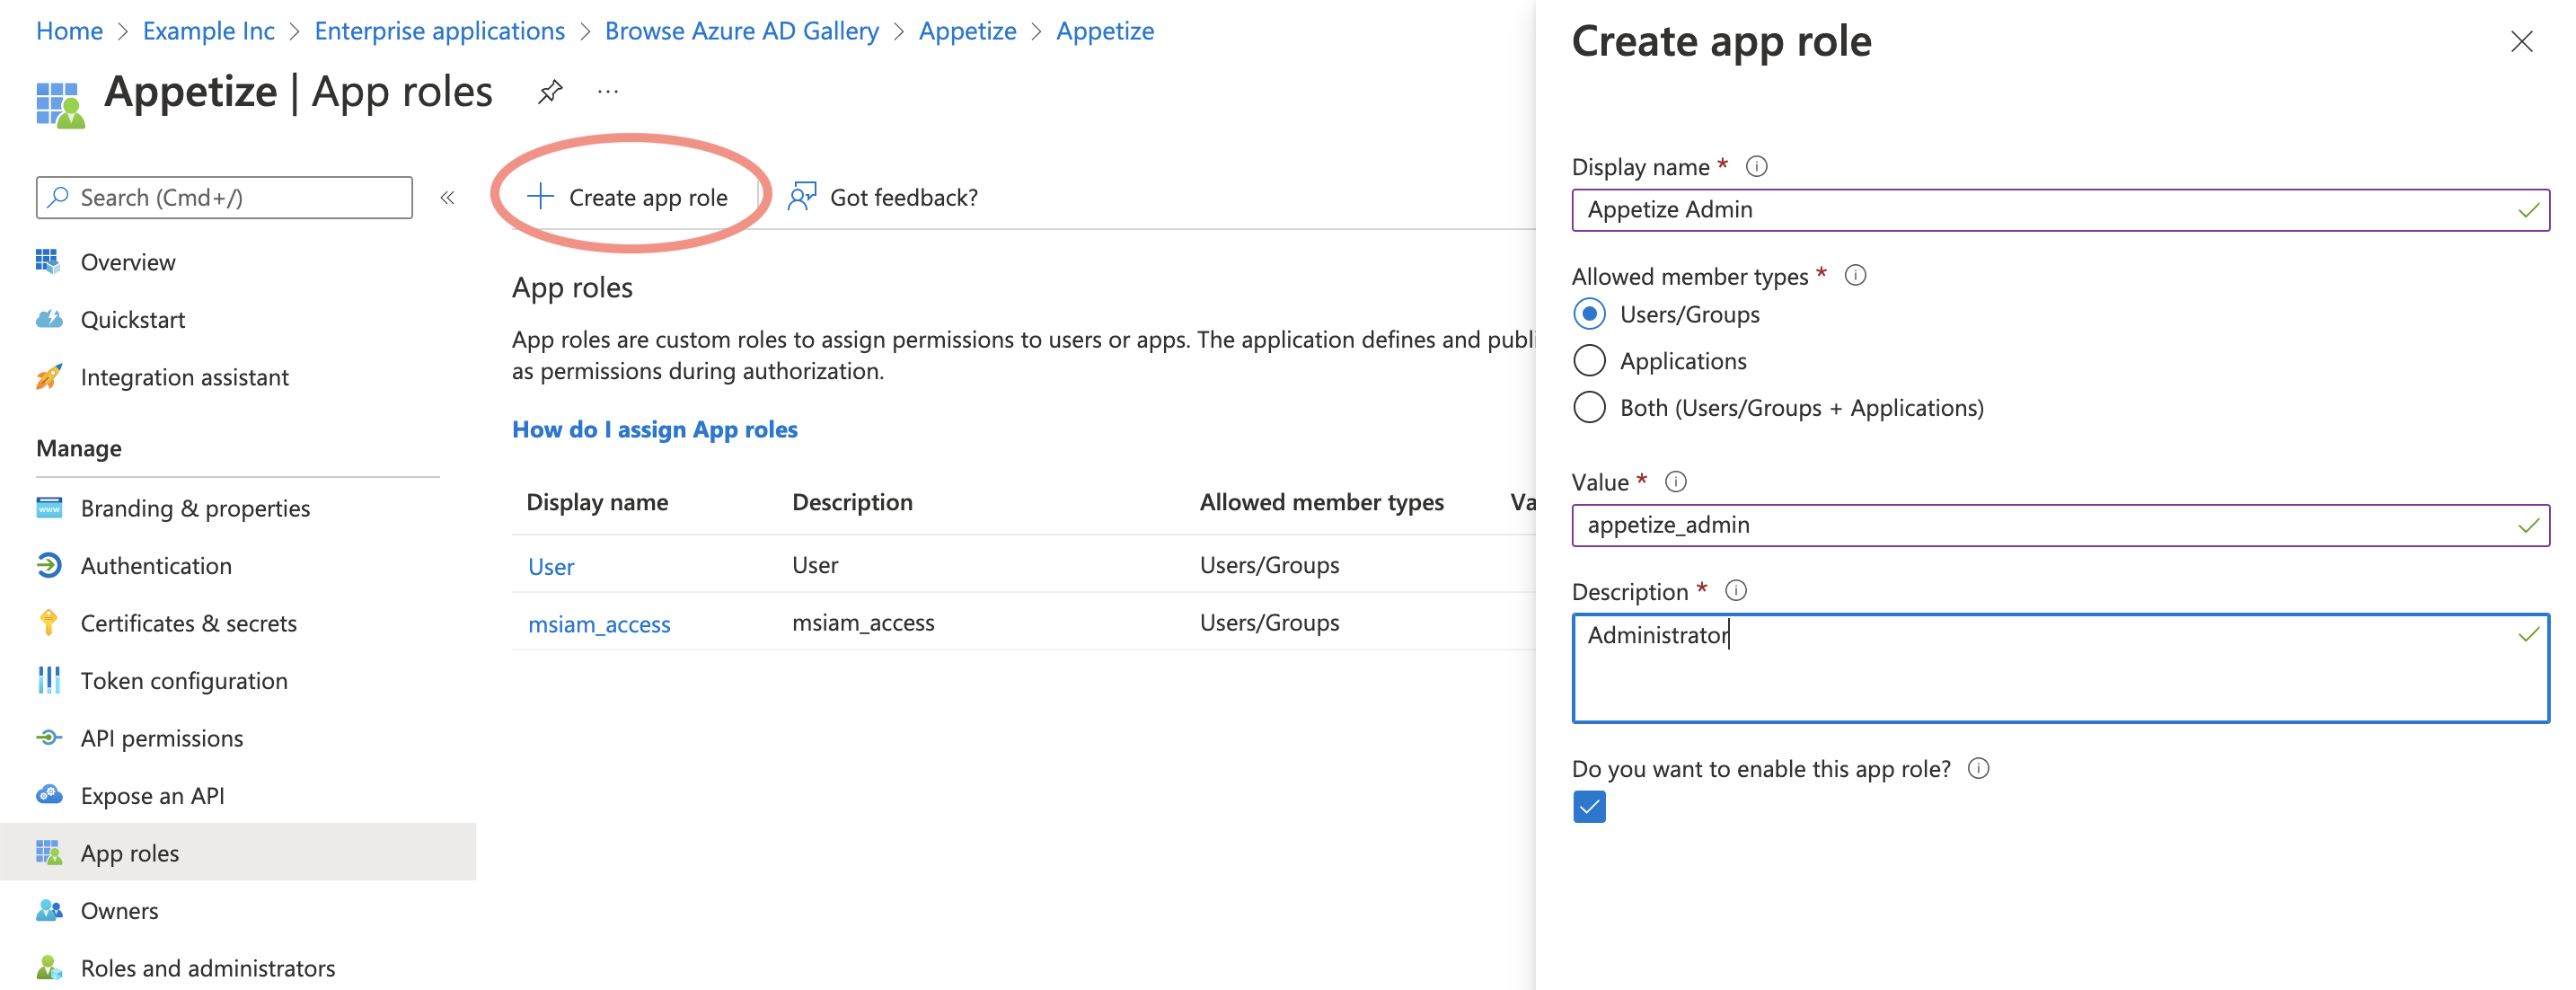 Home > Example Inc > Enterprise applications > Browse Azure AD Gallery > Appetize > Appetize
Appetize | App roles
Search (Cmd+/)
Overview
Quickstart
Integration assistant
Manage
Branding & properties
Authentication
Certificates & secrets
Token configuration
API permissions
Expose an API
App roles
Owners
Roles and administrators
Create app role
Got feedback?
App roles
App roles are custom roles to assign permissions to users or apps. The application defines and publi
as permissions during authorization.
How do I assign App roles
Display name Description Allowed member types Va
User User Users/Groups
msiam_access msiam_access Users/Groups
Create app role
Display name *
Appetize Admin
Allowed member types *
Users/Groups
Applications
Both (Users/Groups + Applications)
Value *
appetize_admin
Description *
Administrator
Do you want to enable this app role?